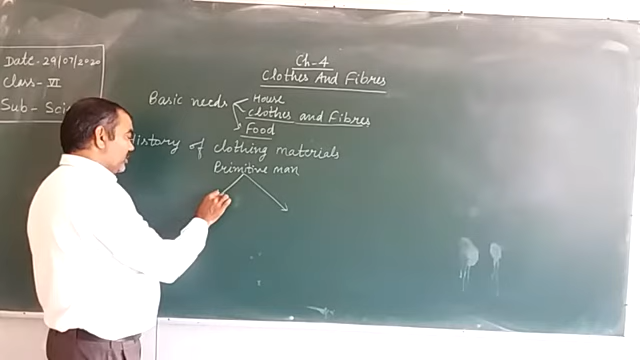 Date- 29/07/2020
Class- VI
Sub- Sci
Ch-4
Clothes And Fibres
Basic needs
House
Clothes and Fibres,
Food
History of clothing materials
Primitive man